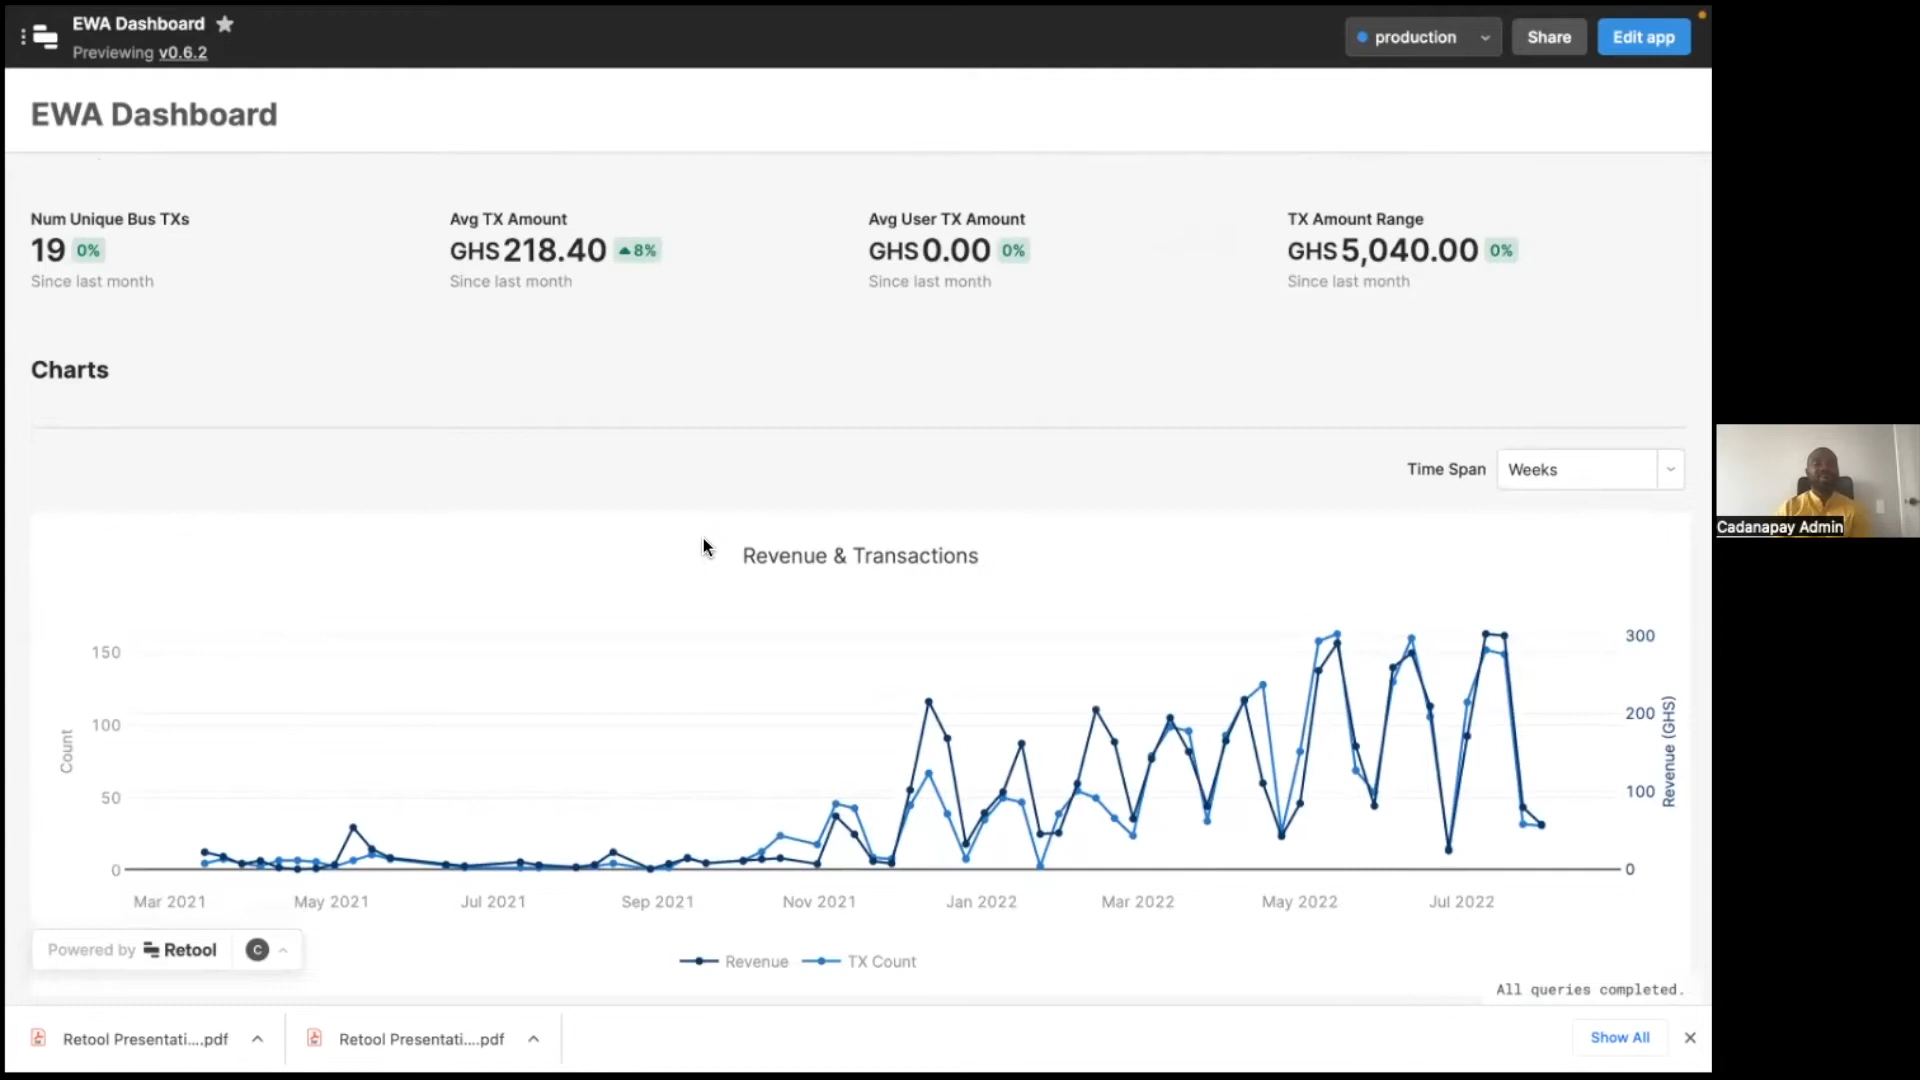 EWA Dashboard
Previewing v0.6.2
production
Share
Edit app
EWA Dashboard
Num Unique Bus TXs
19 0%
Since last month
Avg TX Amount
GHS 218.40 8%
Since last month
Avg User TX Amount
GHS 0.00 0%
Since last month
TX Amount Range
GHS 5,040.00 0%
Since last month
Charts
Time Span Weeks
Revenue & Transactions
Count
150
100
50
0
300
200
100
0
Revenue (GHS)
Mar 2021 May 2021 Jul 2021 Sep 2021 Nov 2021 Jan 2022 Mar 2022 May 2022 Jul 2022
Revenue TX Count
Powered by Retool C
All queries completed.
Retool Presentati....pdf
Retool Presentati....pdf
Show All
Cadanapay Admin